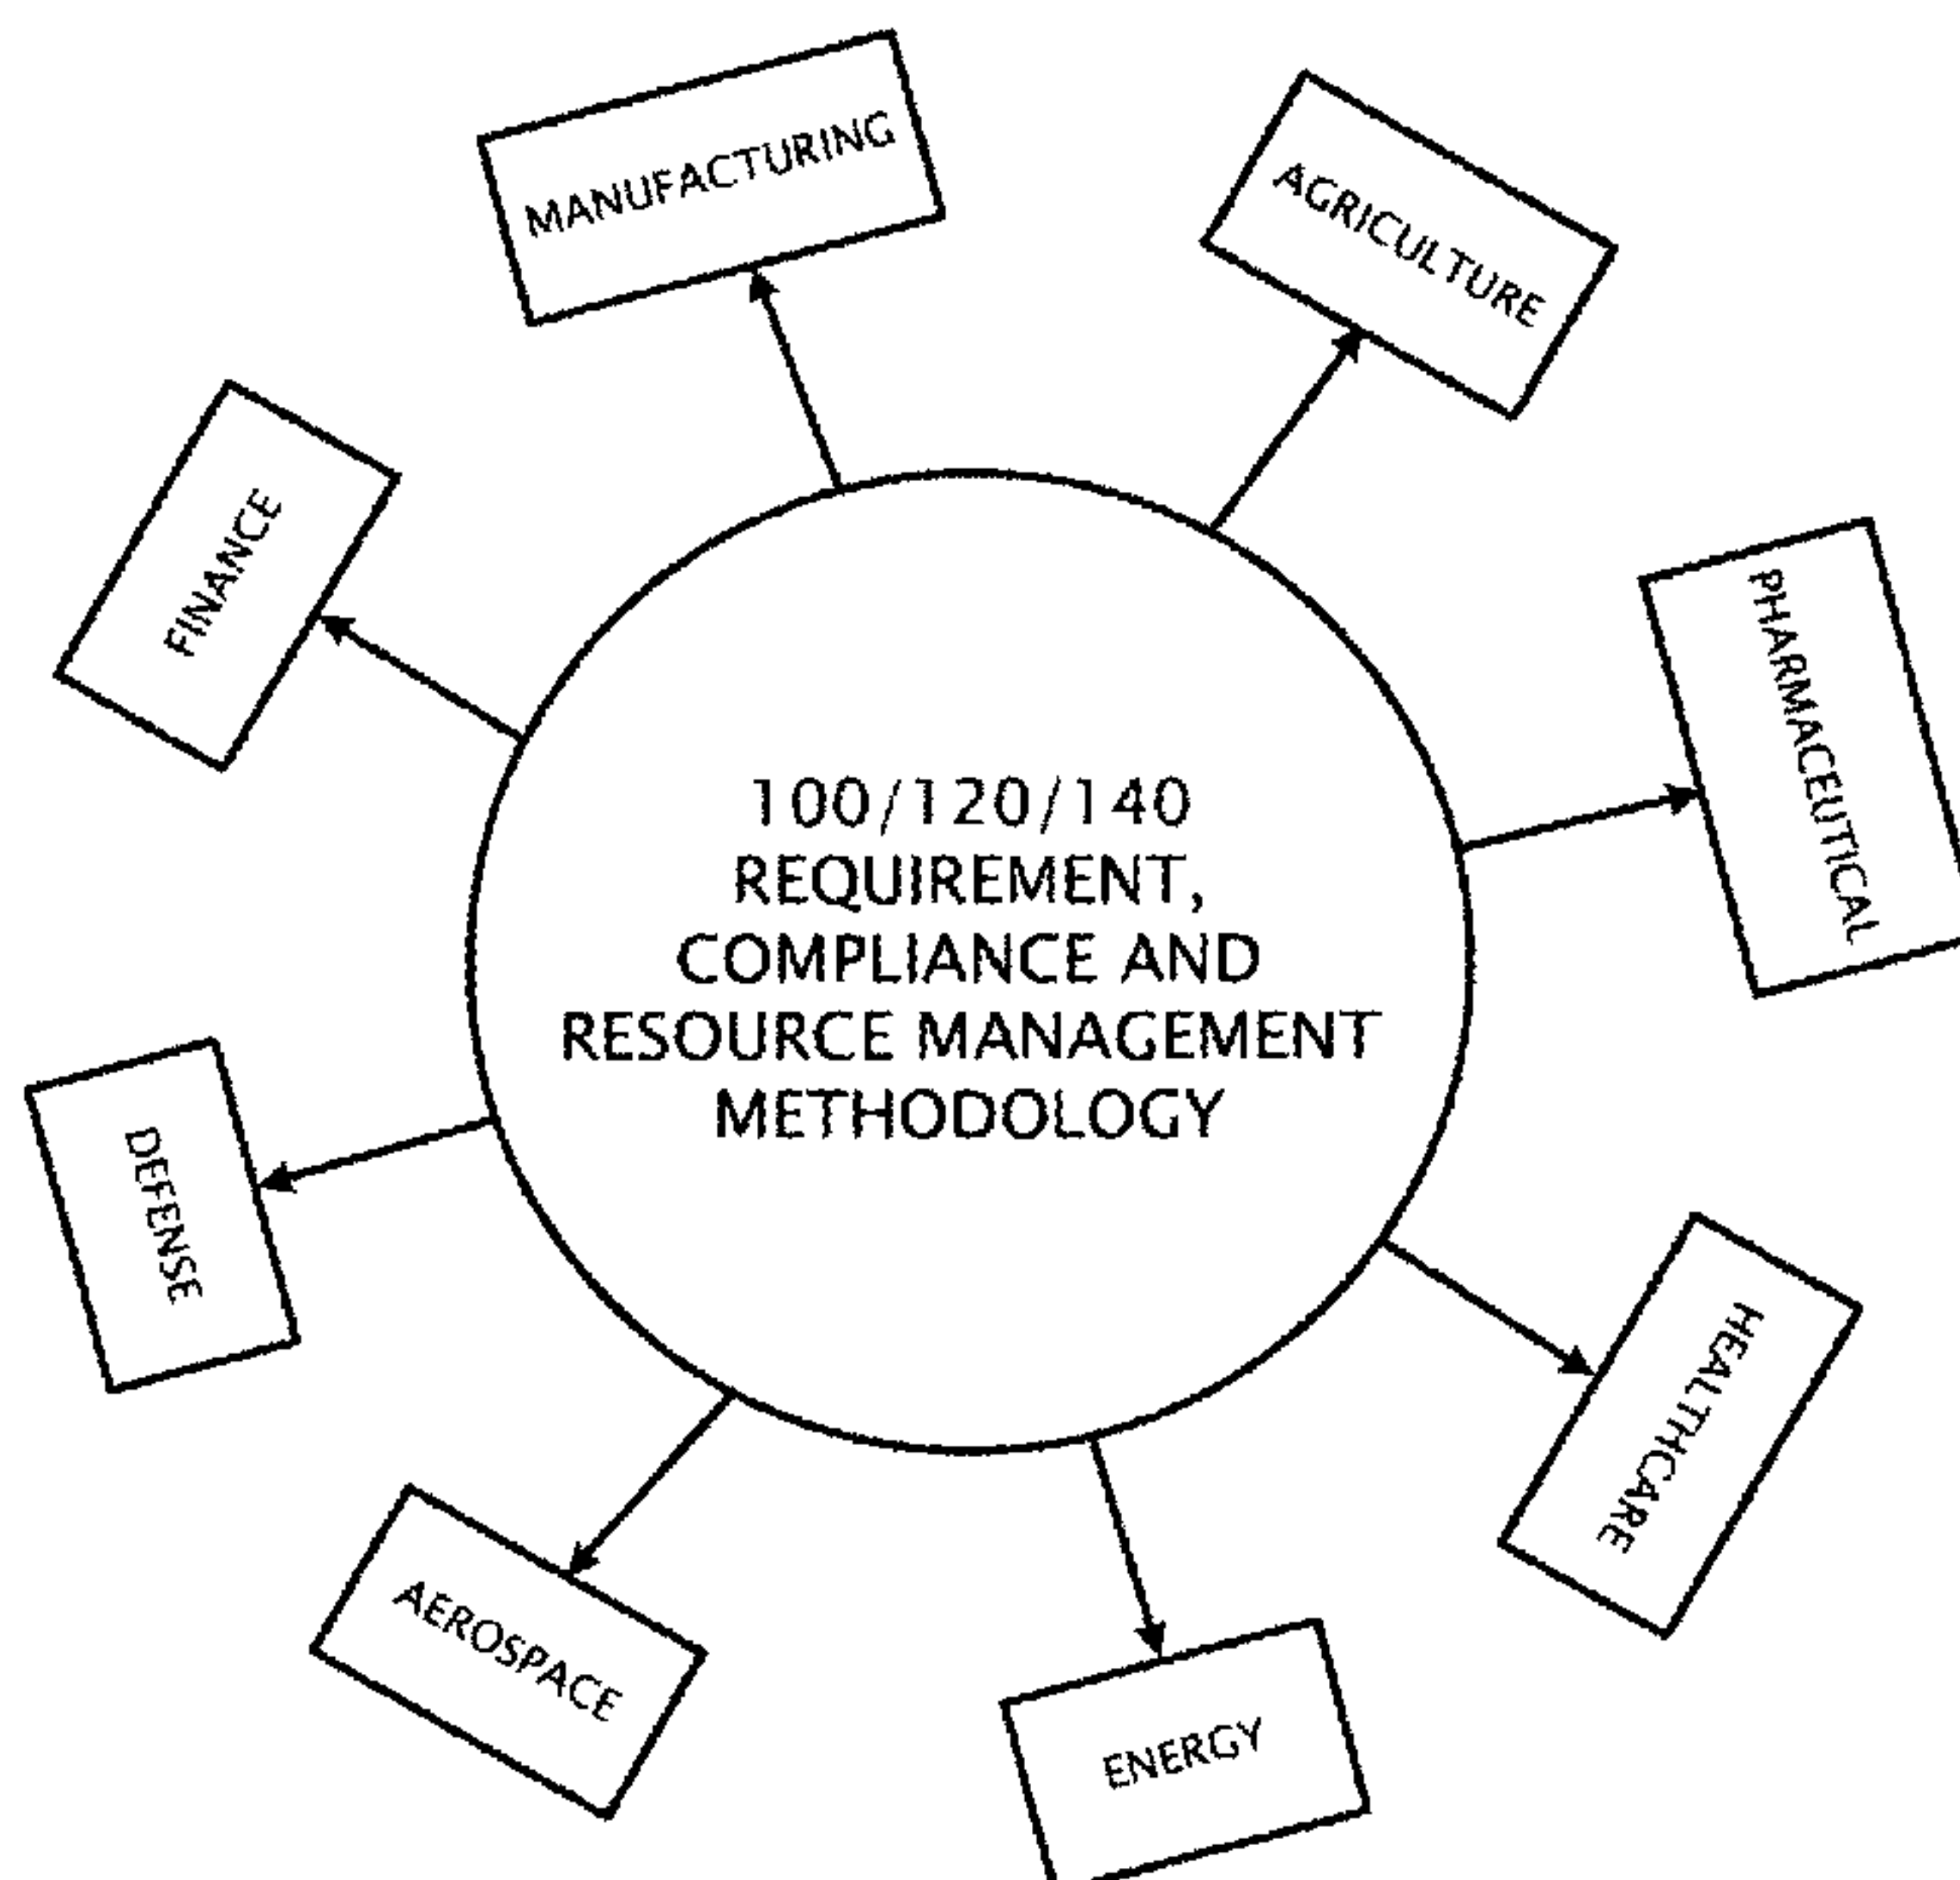 MANUFACTURING
AGRICULTURE
FINANCE
PHARMACEUTICAL
100/120/140
REQUIREMENT,
COMPLIANCE AND
RESOURCE MANAGEMENT
METHODOLOGY
DEFENSE
HEALTHCARE
AEROSPACE
ENERGY